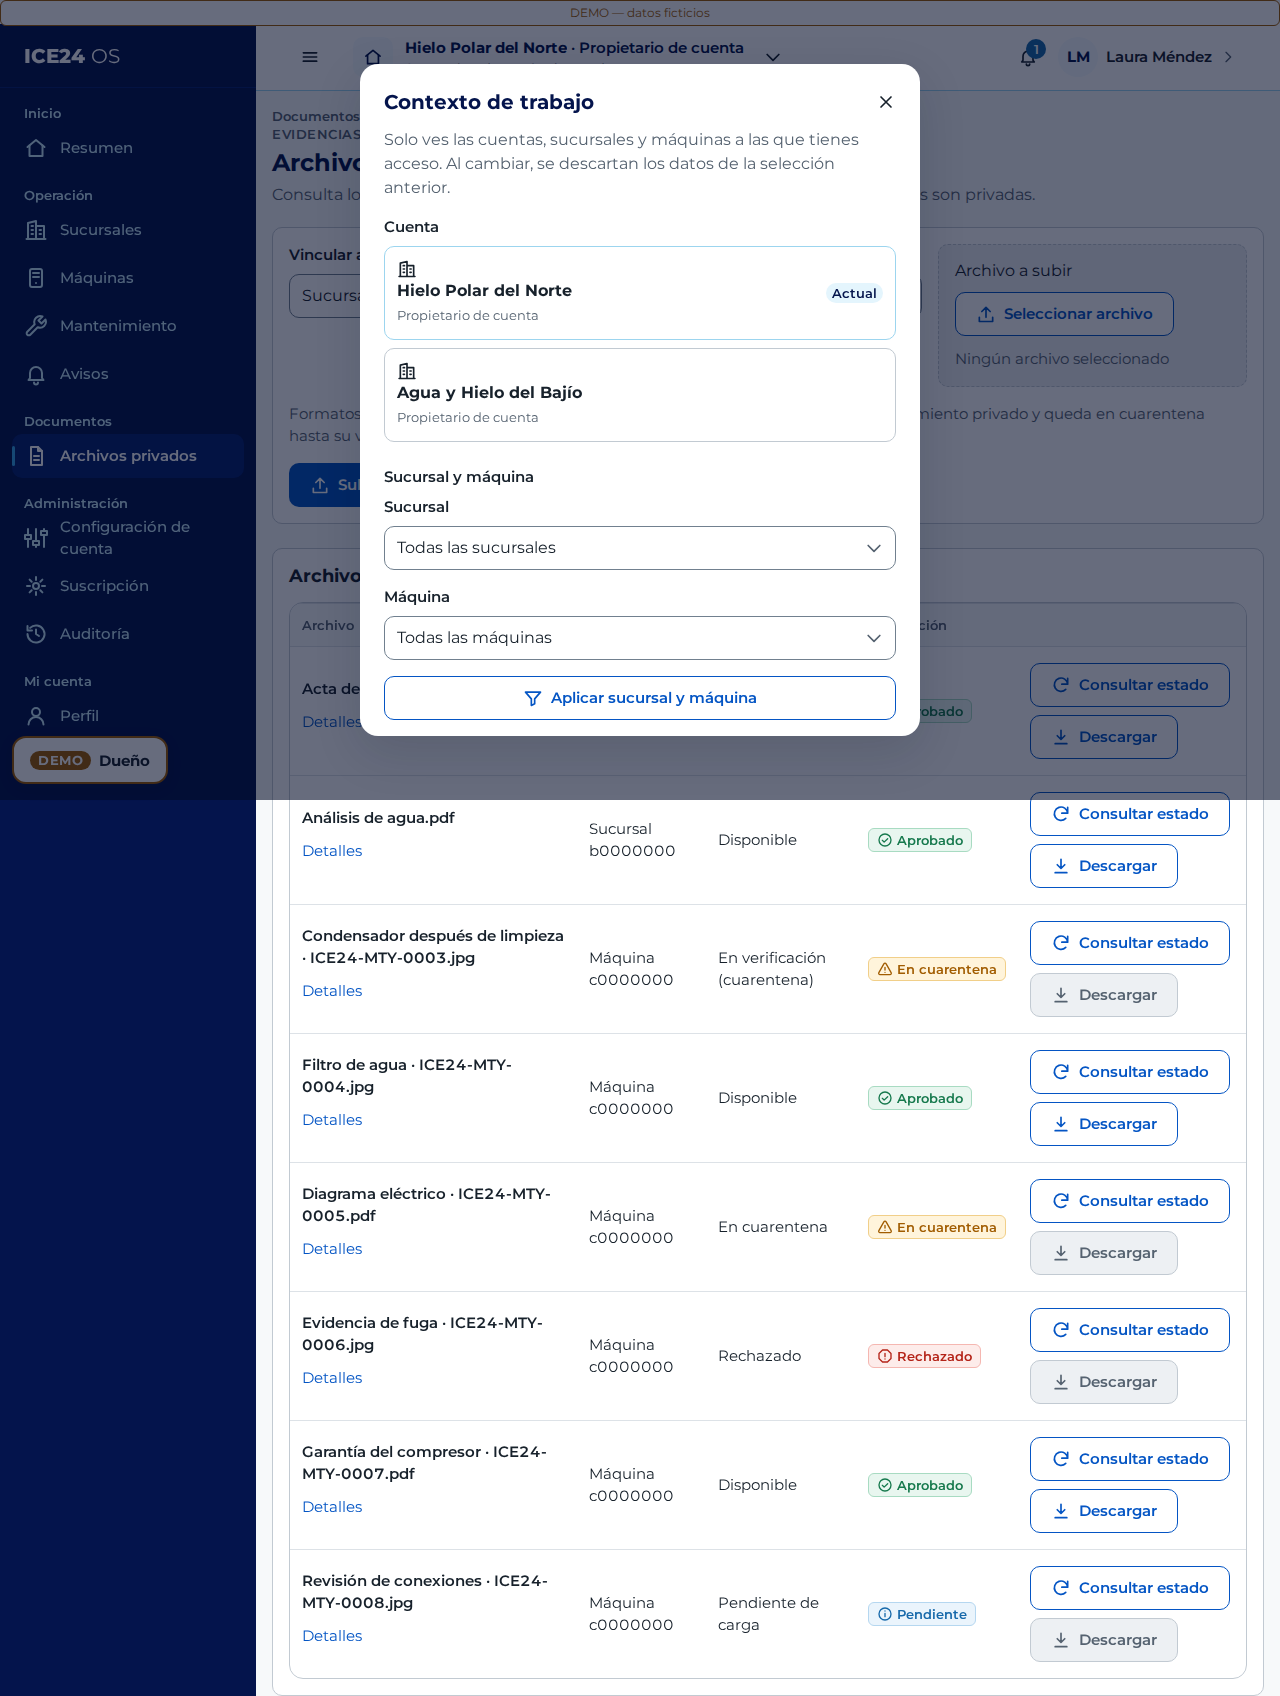 DEMO — datos ficticios
ICE24 OS
Inicio
Resumen
Operación
Sucursales
Máquinas
Mantenimiento
Avisos
Documentos
Archivos privados
Administración
Configuración de
cuenta
Suscripción
Auditoría
Mi cuenta
Perfil
DEMO Dueño
Hielo Polar del Norte · Propietario de cuenta
1
LM Laura Méndez
Documentos
EVIDENCIAS
Archivo
Consulta lo
s son privadas.
Vincular a
Sucursa
Archivo a subir
Seleccionar archivo
Ningún archivo seleccionado
Formatos
miento privado y queda en cuarentena
hasta su v
Sub
Contexto de trabajo
Solo ves las cuentas, sucursales y máquinas a las que tienes
acceso. Al cambiar, se descartan los datos de la selección
anterior.
Cuenta
Hielo Polar del Norte
Propietario de cuenta
Actual
Agua y Hielo del Bajío
Propietario de cuenta
Sucursal y máquina
Sucursal
Todas las sucursales
Máquina
Todas las máquinas
Aplicar sucursal y máquina
Archivo
Archivo
ción
Acta de
Detalles
robado
Consultar estado
Descargar
Análisis de agua.pdf
Detalles
Sucursal
b0000000
Disponible
Aprobado
Consultar estado
Descargar
Condensador después de limpieza
· ICE24-MTY-0003.jpg
Detalles
Máquina
c0000000
En verificación
(cuarentena)
En cuarentena
Consultar estado
Descargar
Filtro de agua · ICE24-MTY-
0004.jpg
Detalles
Máquina
c0000000
Disponible
Aprobado
Consultar estado
Descargar
Diagrama eléctrico · ICE24-MTY-
0005.pdf
Detalles
Máquina
c0000000
En cuarentena
En cuarentena
Consultar estado
Descargar
Evidencia de fuga · ICE24-MTY-
0006.jpg
Detalles
Máquina
c0000000
Rechazado
Rechazado
Consultar estado
Descargar
Garantía del compresor · ICE24-
MTY-0007.pdf
Detalles
Máquina
c0000000
Disponible
Aprobado
Consultar estado
Descargar
Revisión de conexiones · ICE24-
MTY-0008.jpg
Detalles
Máquina
c0000000
Pendiente de
carga
Pendiente
Consultar estado
Descargar